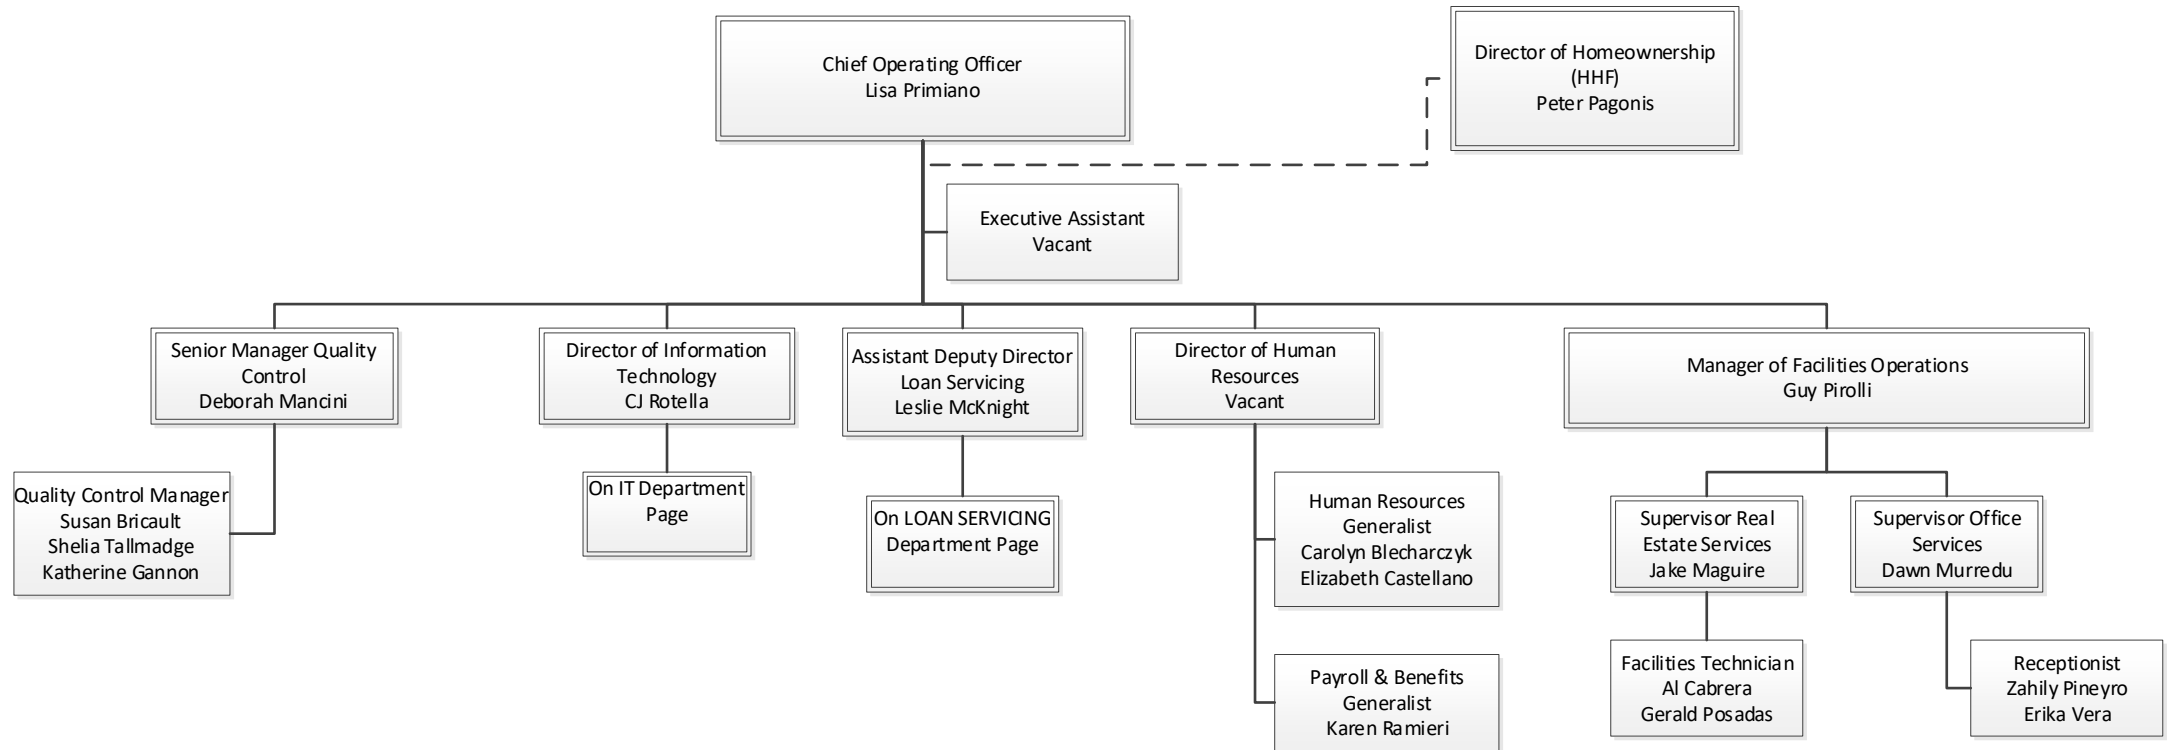 Chief Operating Officer
Lisa Primiano
Director of Homeownership
(HHF)
Peter Pagonis
Executive Assistant
Vacant
Senior Manager Quality
Control
Deborah Mancini
Director of Information
Technology
CJ Rotella
Assistant Deputy Director
Loan Servicing
Leslie McKnight
Director of Human
Resources
Vacant
Manager of Facilities Operations
Guy Pirolli
Quality Control Manager
Susan Bricault
Shelia Tallmadge
Katherine Gannon
On IT Department
Page
On LOAN SERVICING
Department Page
Human Resources
Generalist
Carolyn Blecharczyk
Elizabeth Castellano
Supervisor Real
Estate Services
Jake Maguire
Supervisor Office
Services
Dawn Murredu
Payroll & Benefits
Generalist
Karen Ramieri
Facilities Technician
Al Cabrera
Gerald Posadas
Receptionist
Zahily Pineyro
Erika Vera